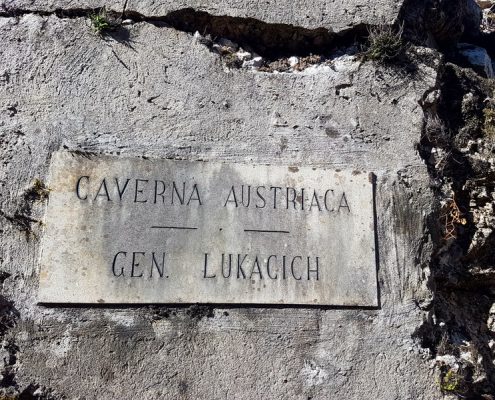 CAVERNA AUSTRIACA
GEN. LUKACICH